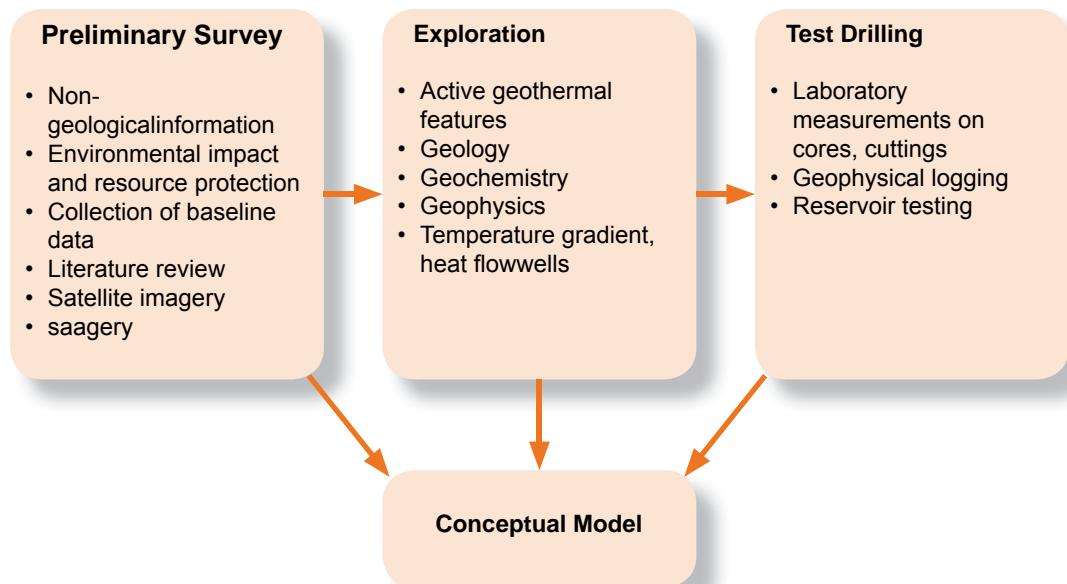 Preliminary Survey
• Non-
geologicalinformation
• Environmental impact
and resource protection
• Collection of baseline
data
• Literature review
• Satellite imagery
• saagery
Exploration
• Active geothermal
features
• Geology
• Geochemistry
• Geophysics
• Temperature gradient,
heat flowwells
Test Drilling
• Laboratory
measurements on
cores, cuttings
• Geophysical logging
• Reservoir testing
Conceptual Model